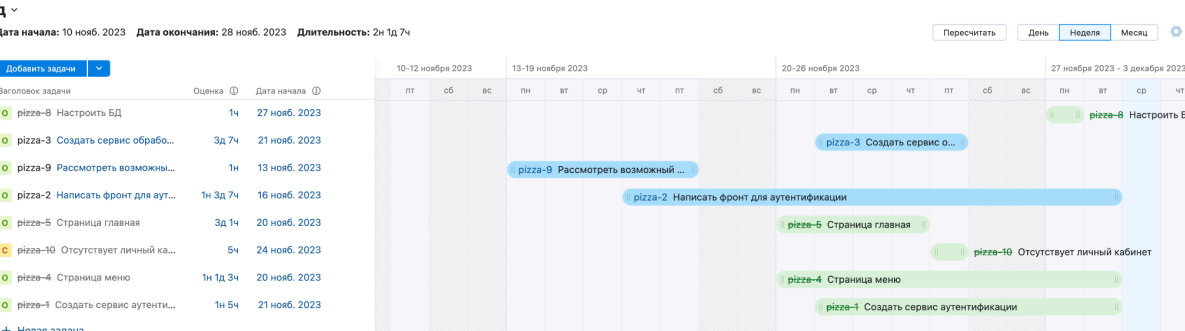 Дата начала: 10 нояб. 2023 Дата окончания: 28 нояб. 2023 Длительность: 2н 1д 7ч
Пересчитать День Неделя Месяц
Добавить задачи
10-12 ноября 2023 13-19 ноября 2023 20-26 ноября 2023 27 ноября 2023 - 3 декабря 2023
Заголовок задачи Оценка Дата начала пт сб вс пн вт ср чт пт сб вс пн вт ср чт пт сб вс пн вт ср чт
О pizza-8 Настроить БД 1ч 27 нояб. 2023 pizza-8 Настроить Б
О pizza-3 Создать сервис обрабо... 3д 7ч 21 нояб. 2023 pizza-3 Создать сервис о...
О pizza-9 Рассмотреть возможны... 1н 13 нояб. 2023 pizza-9 Рассмотреть возможный ...
О pizza-2 Написать фронт для аут... 1н 3д 7ч 16 нояб. 2023 pizza-2 Написать фронт для аутентификации
О pizza-5 Страница главная 3д 1ч 20 нояб. 2023 pizza-5 Страница главная
С pizza-10 Отсутствует личный ка... 5ч 24 нояб. 2023 pizza-10 Отсутствует личный кабинет
О pizza-4 Страница меню 1н 1д 3ч 20 нояб. 2023 pizza-4 Страница меню
О pizza-1 Создать сервис аутенти... 1н 5ч 21 нояб. 2023 pizza-1 Создать сервис аутентификации
+ Новая задача